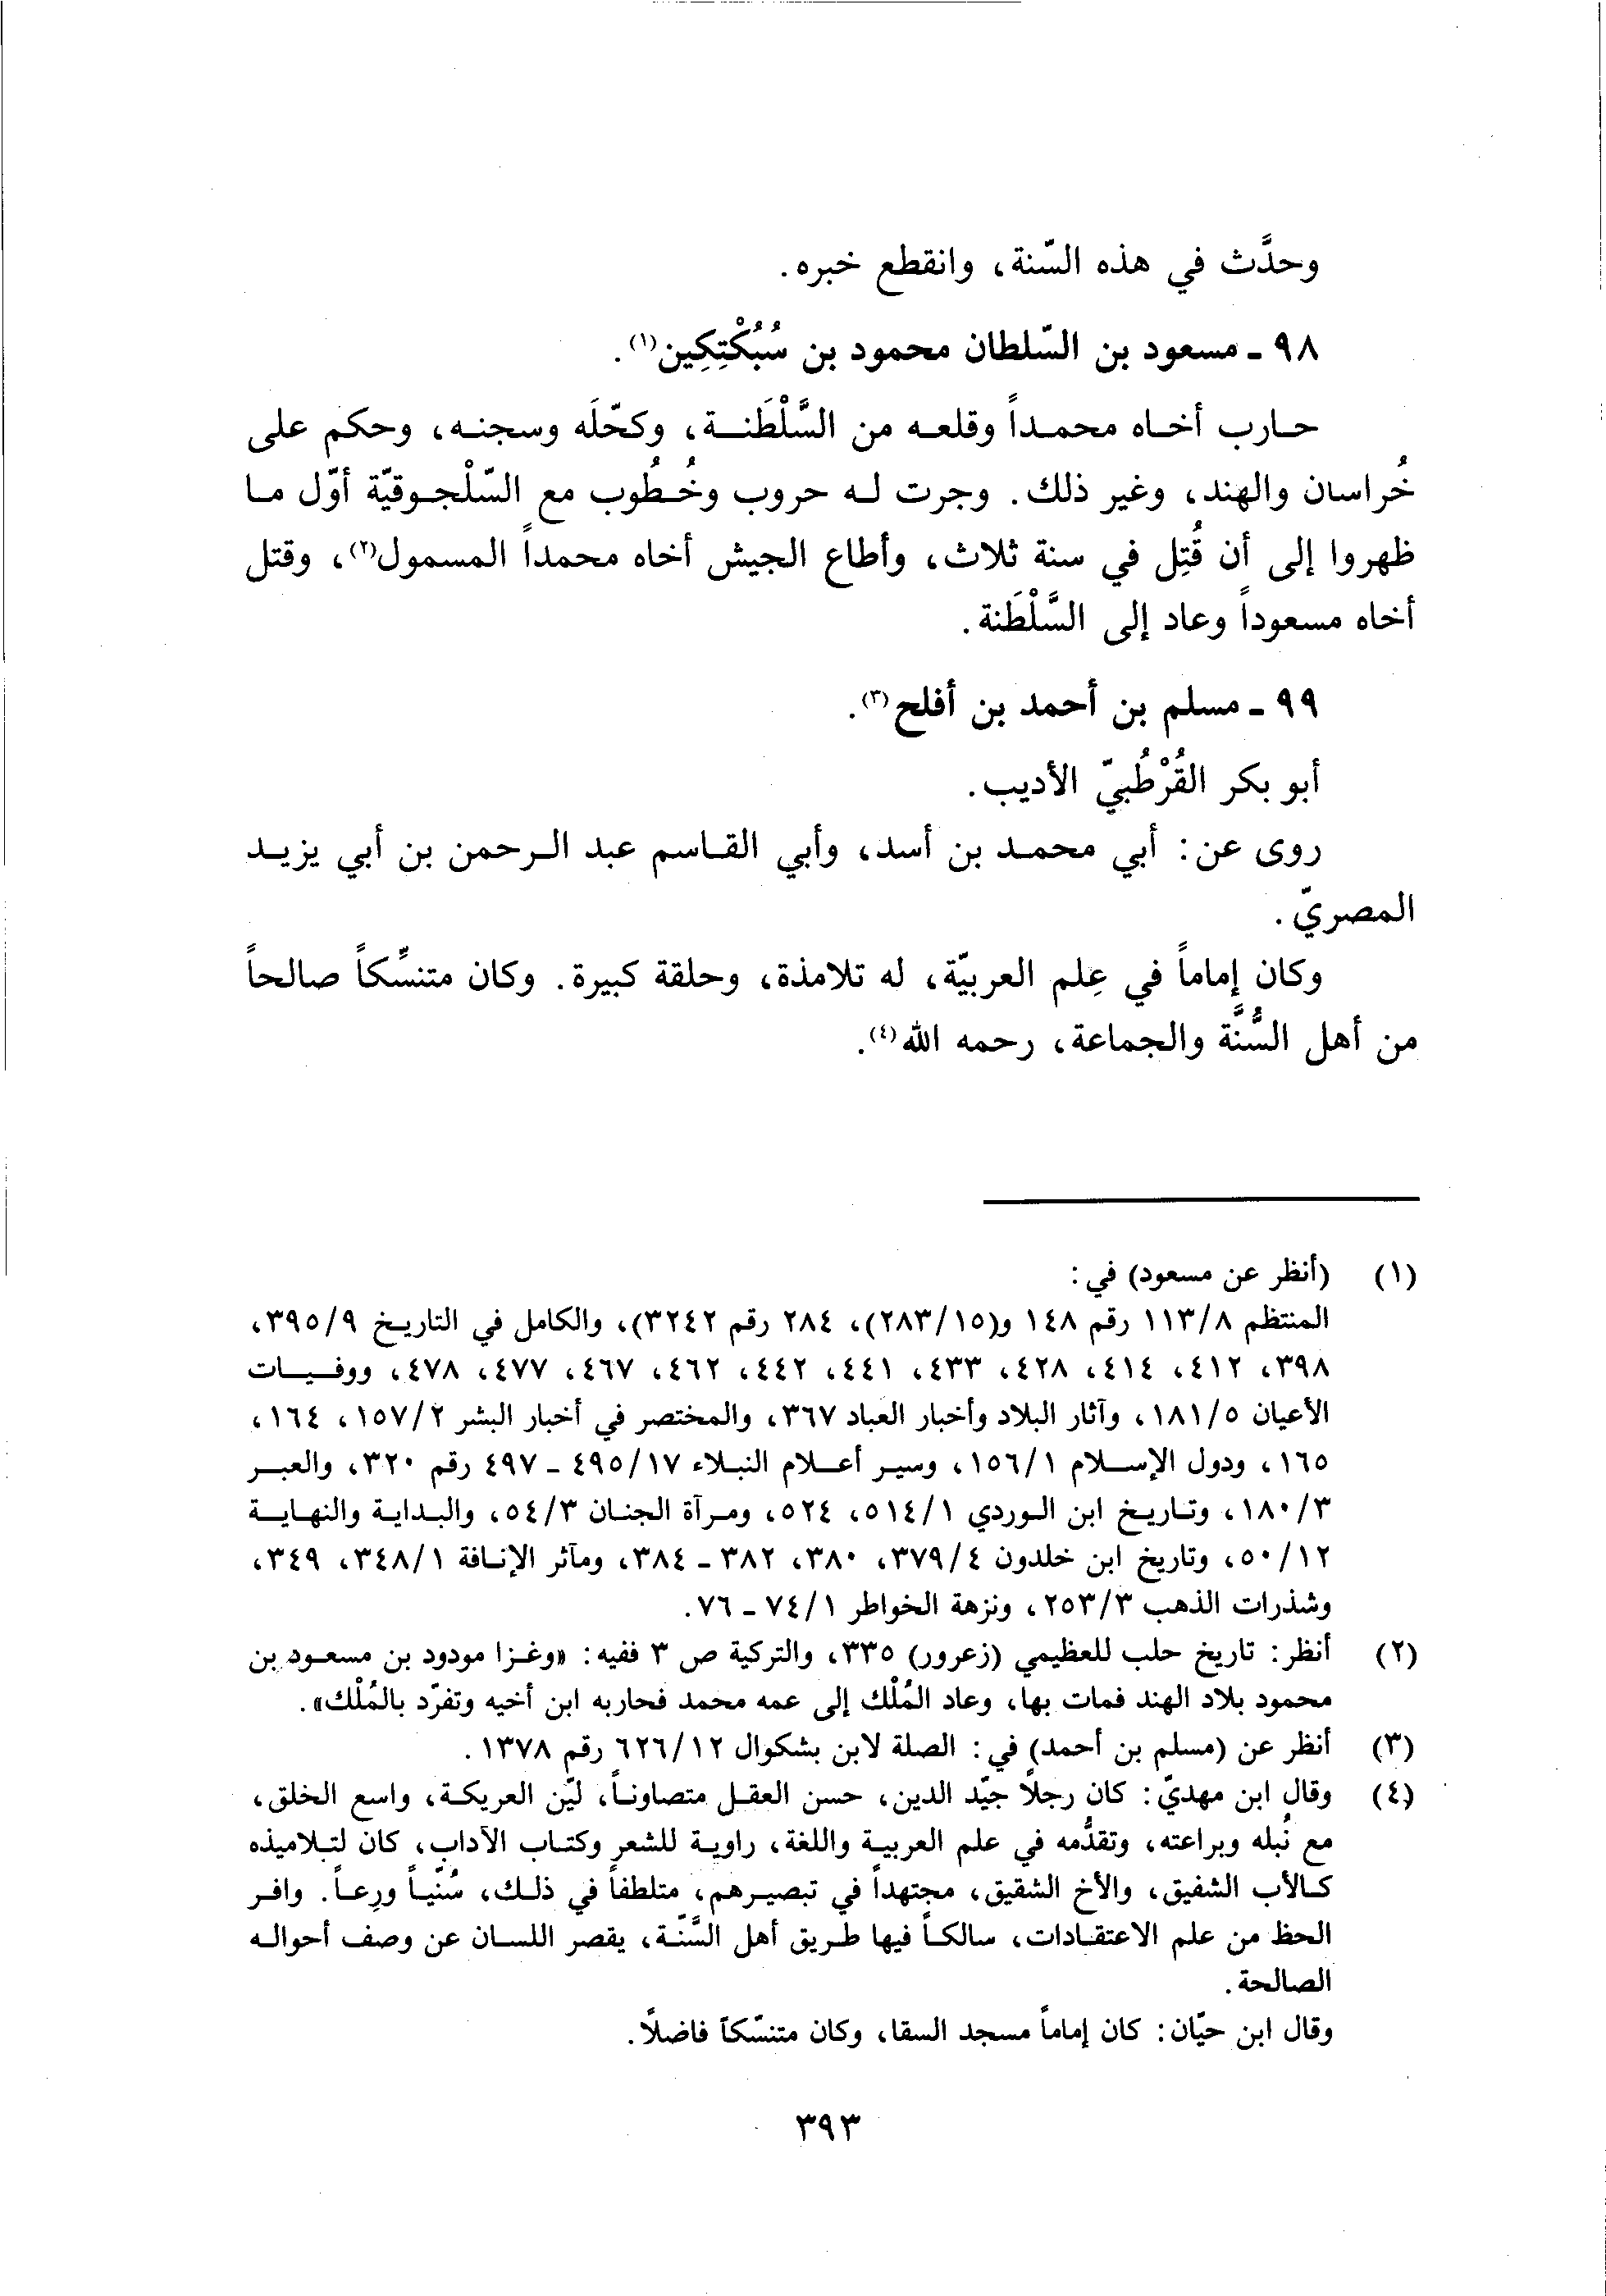 وحدَّث في هذه السّنة، وانقطع خبره.
٩٨ ـ مسعود بن السّلطان محمود بن سُبُكْتِكِين(١).
حارب أخاه محمداً وقلعه من السَّلْطَنة، وكحّلَه وسجنه، وحكم على
خُراسان والهند، وغير ذلك. وجرت له حروب وخُطُوب مع السّلْجوقيّة أوّل ما
ظهروا إلى أن قُتِل في سنة ثلاث، وأطاع الجيش أخاه محمداً المسمول(٢)، وقتل
أخاه مسعوداً وعاد إلى السَّلْطَنة.
٩٩ ـ مسلم بن أحمد بن أفلح(٣).
أبو بكر القُرْطُبيّ الأديب.
روى عن: أبي محمد بن أسد، وأبي القاسم عبد الرحمن بن أبي يزيد
المصريّ.
وكان إماماً في عِلم العربيّة، له تلامذة، وحلقة كبيرة. وكان متنسِّكاً صالحاً
من أهل السُّنَّة والجماعة، رحمه الله(٤).
(١) (أنظر عن مسعود) في:
المنتظم ١١٣/٨ رقم ١٤٨ و(٢٨٣/١٥)، ٢٨٤ رقم ٣٢٤٢)، والكامل في التاريخ ٣٩٥/٩،
٣٩٨، ٤١٢، ٤١٤، ٤٢٨، ٤٣٣، ٤٤١، ٤٤٢، ٤٦٢، ٤٦٧، ٤٧٧، ٤٧٨، ووفيات
الأعيان ١٨١/٥، وآثار البلاد وأخبار العباد ٣٦٧، والمختصر في أخبار البشر ١٥٧/٢، ١٦٤،
١٦٥، ودول الإسلام ١٥٦/١، وسير أعلام النبلاء ٤٩٥/١٧ ـ ٤٩٧ رقم ٣٢٠، والعبر
١٨٠/٣، وتاريخ ابن الوردي ٥١٤/١، ٥٢٤، ومرآة الجنان ٥٤/٣، والبداية والنهاية
٥٠/١٢، وتاريخ ابن خلدون ٣٧٩/٤، ٣٨٠، ٣٨٢ ـ ٣٨٤، ومآثر الإنافة ٣٤٨/١، ٣٤٩،
وشذرات الذهب ٢٥٣/٣، ونزهة الخواطر ٧٤/١ ـ ٧٦.
(٢) أنظر: تاريخ حلب للعظيمي (زعرور) ٣٣٥، والتركية ص ٣ ففيه: «وغزا مودود بن مسعود بن
محمود بلاد الهند فمات بها، وعاد المُلْك إلى عمه محمد فحاربه ابن أخيه وتفرّد بالمُلْك».
(٣) أنظر عن (مسلم بن أحمد) في: الصلة لابن بشكوال ٦٢٦/١٢ رقم ١٣٧٨.
(٤) وقال ابن مهديّ: كان رجلاً جيّد الدين، حسن العقل متصاوناً، ليّن العريكة، واسع الخلق،
مع نُبله وبراعته، وتقدُّمه في علم العربية واللغة، راوية للشعر وكتاب الآداب، كان لتلاميذه
كالأب الشفيق، والأخ الشقيق، مجتهداً في تبصيرهم، متلطفاً في ذلك، سُنّياً ورِعاً. وافر
الحظ من علم الاعتقادات، سالكاً فيها طريق أهل السَّنّة، يقصر اللسان عن وصف أحواله
الصالحة.
وقال ابن حيّان: كان إماماً مسجد السقا، وكان متنسّكاً فاضلاً.
٣٩٣